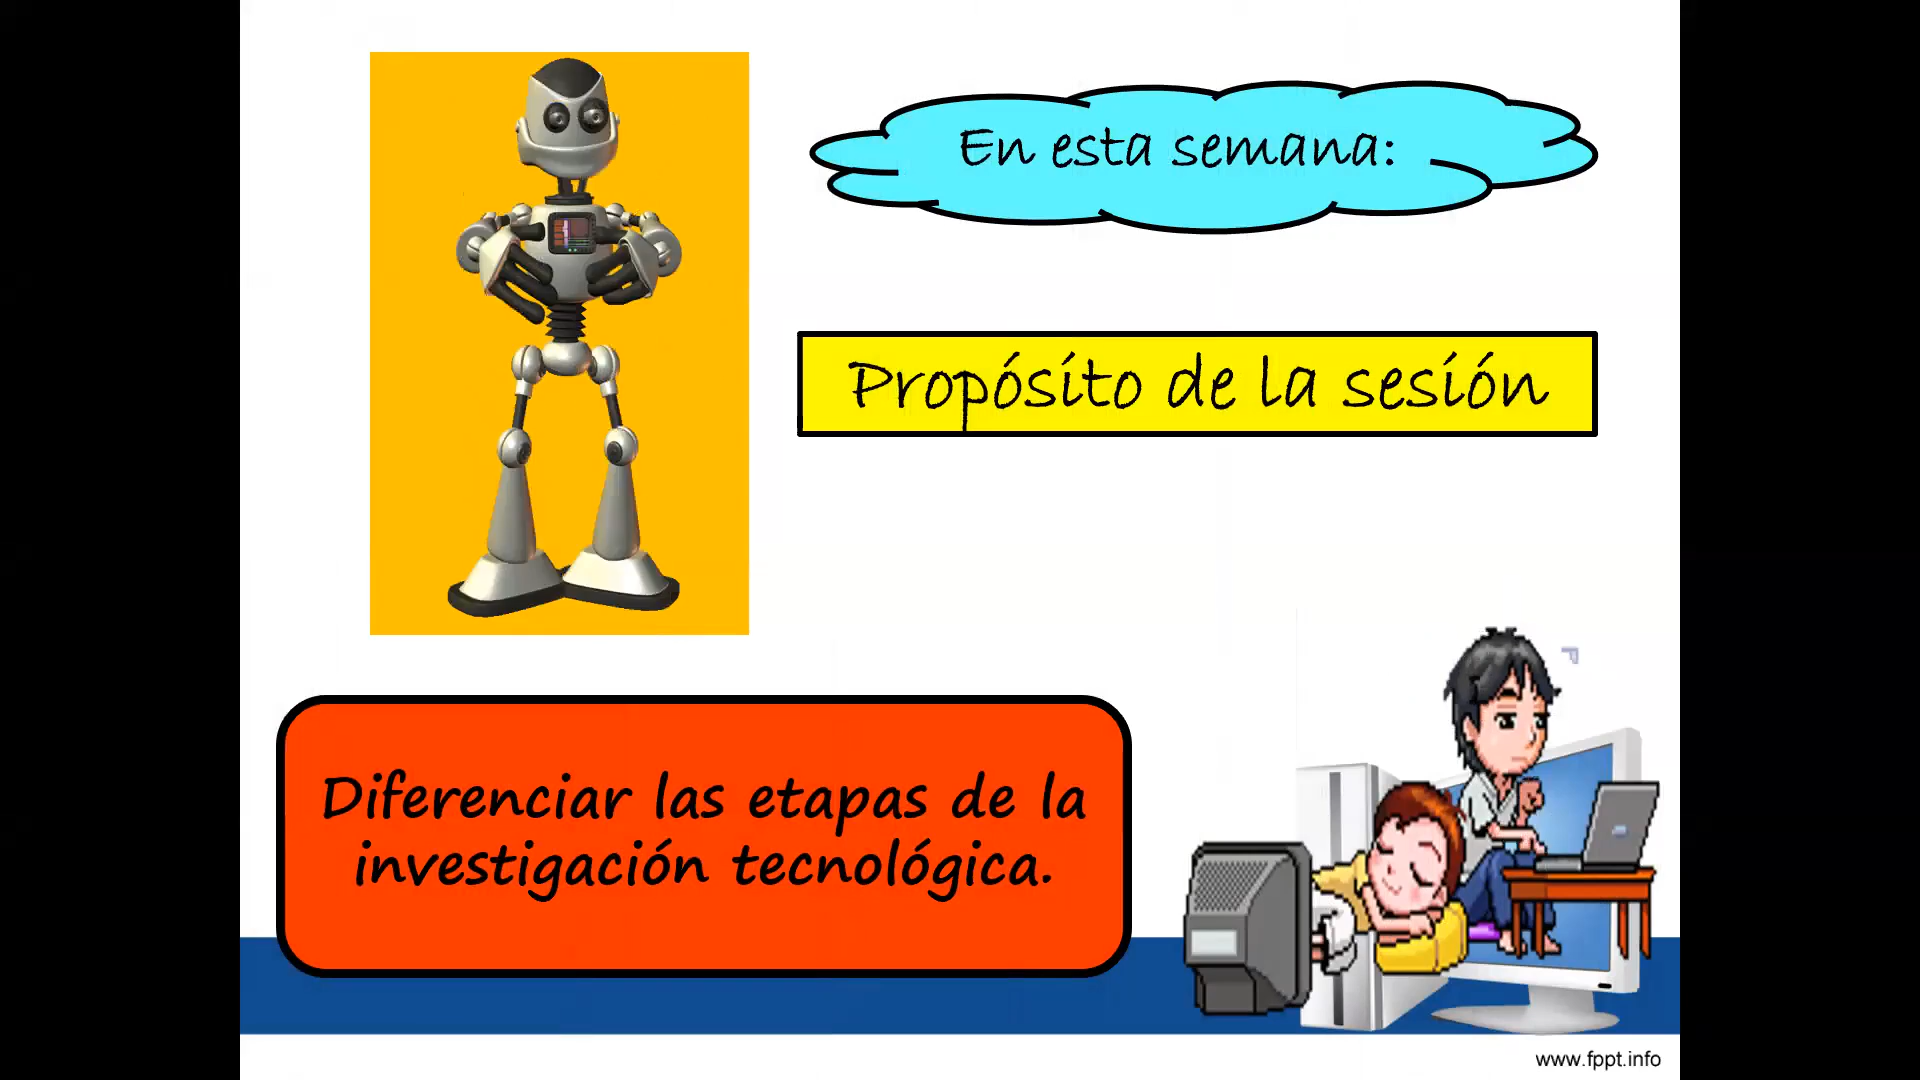 En esta semana:
Propósito de la sesión
Diferenciar las etapas de la
investigación tecnológica.
www.fppt.info